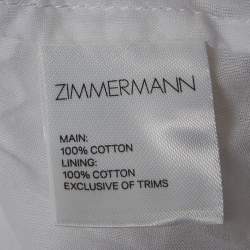 ZIMMERMANN
MAIN:
100% COTTON
LINING:
100% COTTON
EXCLUSIVE OF TRIMS